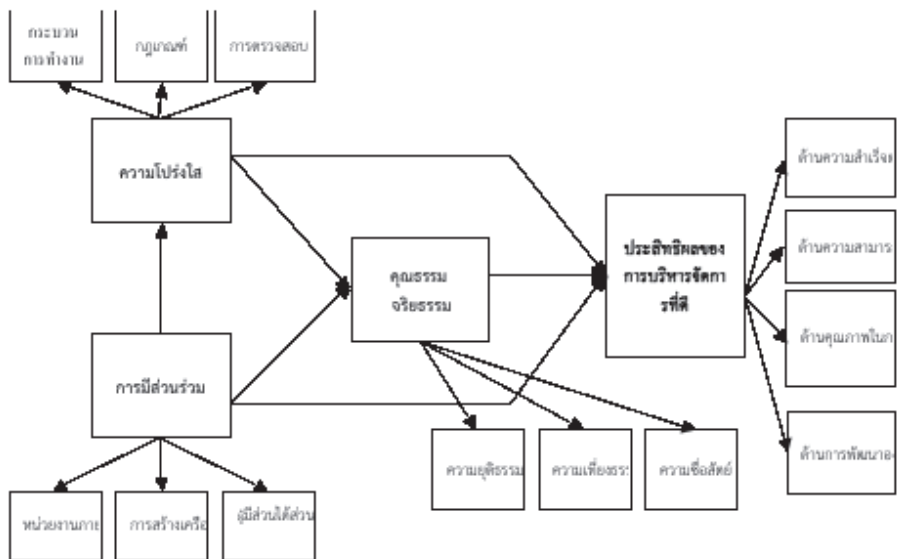 กระบวน
การทำงาน
กฎเกณฑ์
การตรวจสอบ
ความโปร่งใส
ด้านความสำเร็จ
ประสิทธิผลของ
การบริหารจัดกา
รที่ดี
ด้านความสามาร
คุณธรรม
จริยธรรม
ด้านคุณภาพในก
การมีส่วนร่วม
ด้านการพัฒนาอง
ความยุติธรรม
ความเที่ยงธรร
ความซื่อสัตย์
หน่วยงานภาย
การสร้างเครือ
ผู้มีส่วนได้ส่วน